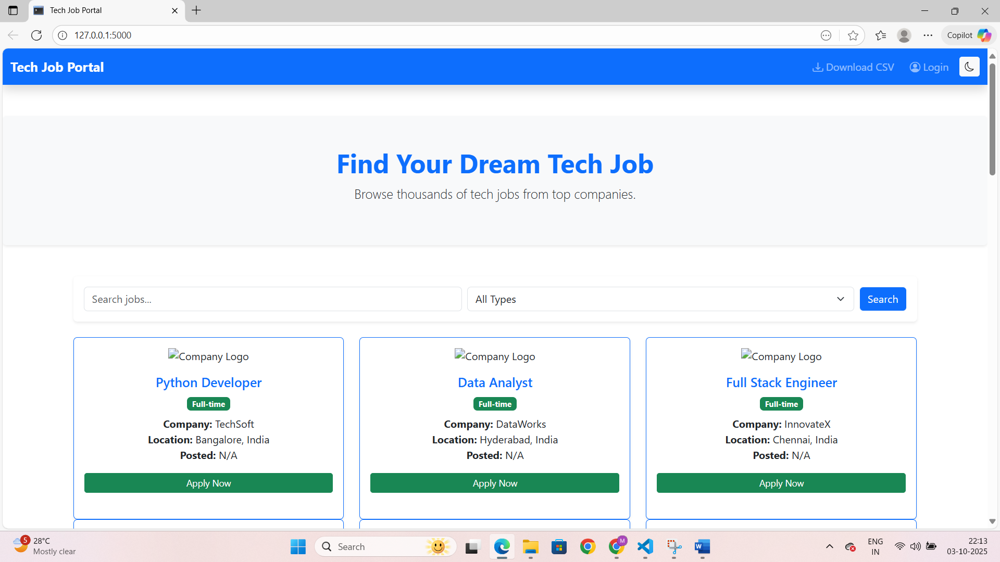 Tech Job Portal
127.0.0.1:5000
Copilot
Tech Job Portal
Download CSV
Login
Find Your Dream Tech Job
Browse thousands of tech jobs from top companies.
Search jobs...
All Types
Search
Company Logo
Python Developer
Full-time
Company: TechSoft
Location: Bangalore, India
Posted: N/A
Apply Now
Company Logo
Data Analyst
Full-time
Company: DataWorks
Location: Hyderabad, India
Posted: N/A
Apply Now
Company Logo
Full Stack Engineer
Full-time
Company: InnovateX
Location: Chennai, India
Posted: N/A
Apply Now
5
28°C
Mostly clear
Search
M
W
ENG
IN
22:13
03-10-2025